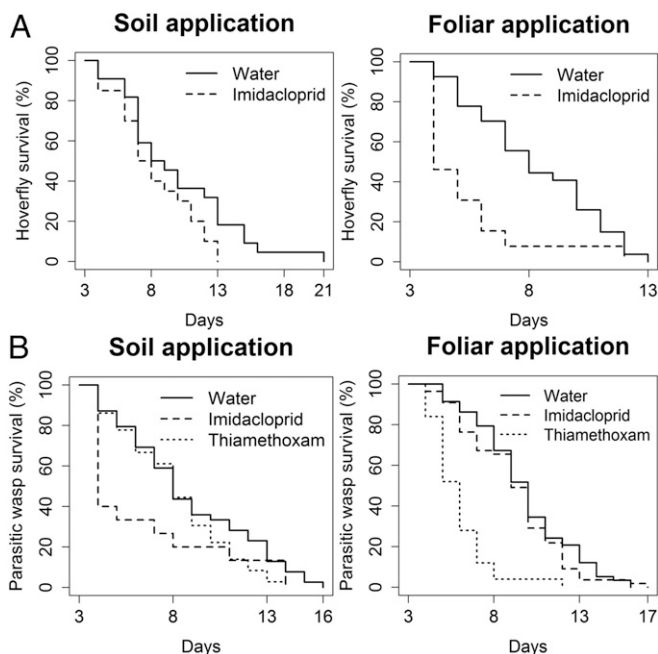 A
Soil application
Foliar application
Hoverfly survival (%)
100
80
60
40
20
0
Water
Imidacloprid
3 8 13 18 21
Days
Hoverfly survival (%)
100
80
60
40
20
0
Water
Imidacloprid
3 8 13
Days
B
Soil application
Foliar application
Parasitic wasp survival (%)
100
80
60
40
20
0
Water
Imidacloprid
Thiamethoxam
3 8 13 16
Days
Parasitic wasp survival (%)
100
80
60
40
20
0
Water
Imidacloprid
Thiamethoxam
3 8 13 17
Days